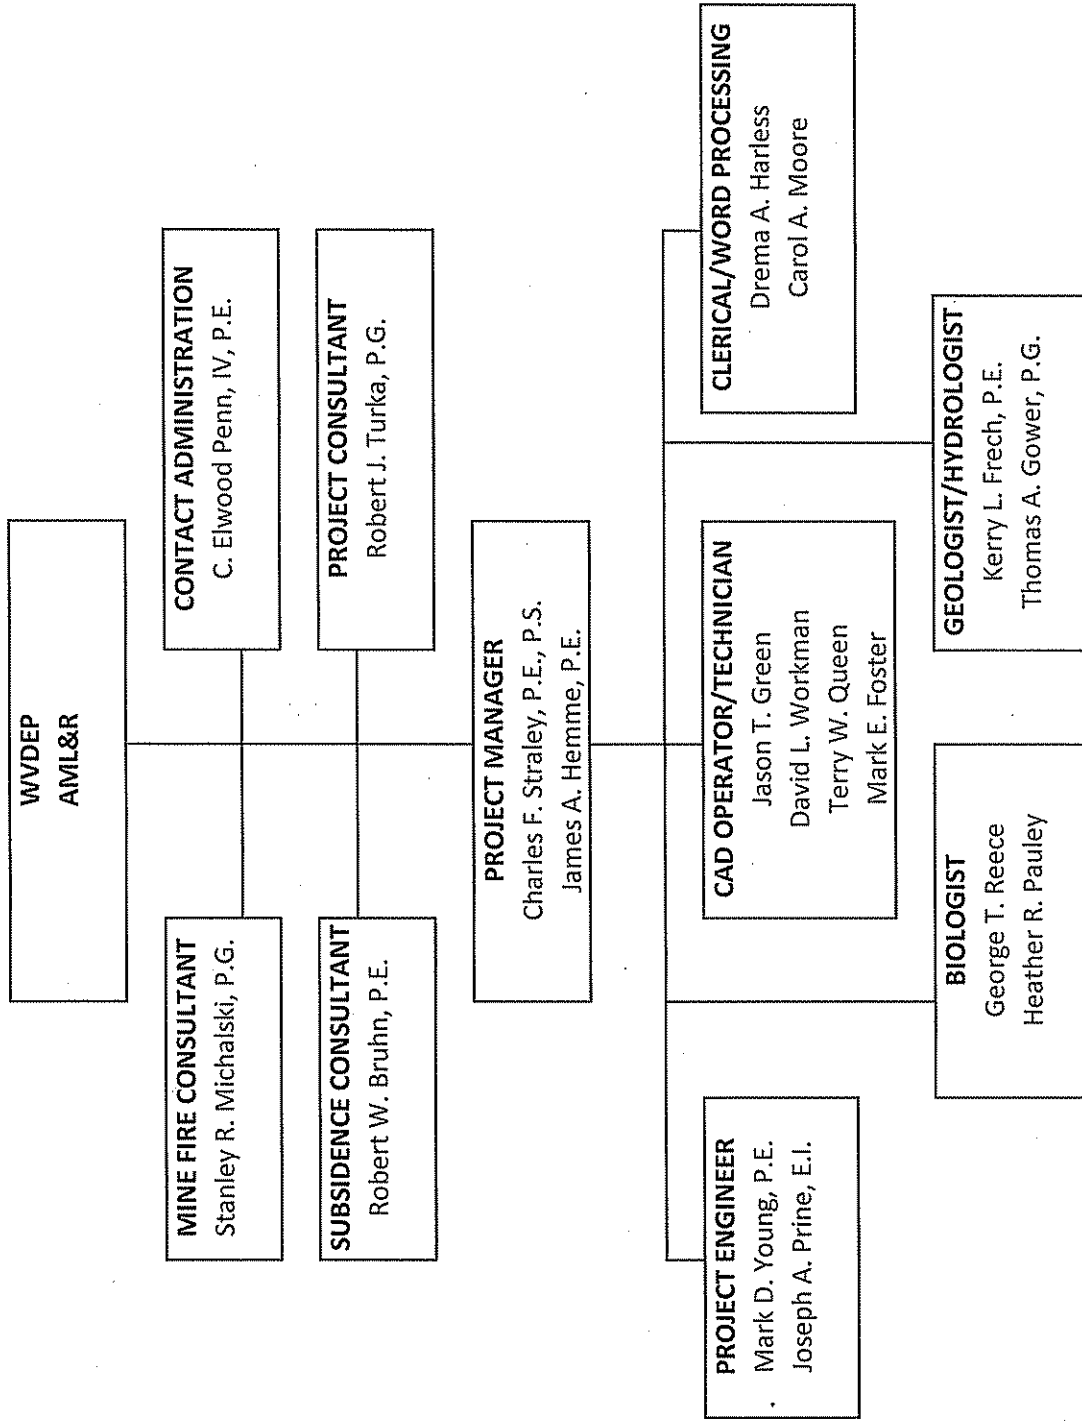 WVDEP
AML&R
MINE FIRE CONSULTANT
Stanley R. Michalski, P.G.
CONTACT ADMINISTRATION
C. Elwood Penn, IV, P.E.
SUBSIDENCE CONSULTANT
Robert W. Bruhn, P.E.
PROJECT CONSULTANT
Robert J. Turka, P.G.
PROJECT MANAGER
Charles F. Straley, P.E., P.S.
James A. Hemme, P.E.
PROJECT ENGINEER
Mark D. Young, P.E.
Joseph A. Prine, E.I.
CAD OPERATOR/TECHNICIAN
Jason T. Green
David L. Workman
Terry W. Queen
Mark E. Foster
CLERICAL/WORD PROCESSING
Drema A. Harless
Carol A. Moore
BIOLOGIST
George T. Reece
Heather R. Pauley
GEOLOGIST/HYDROLOGIST
Kerry L. Frech, P.E.
Thomas A. Gower, P.G.